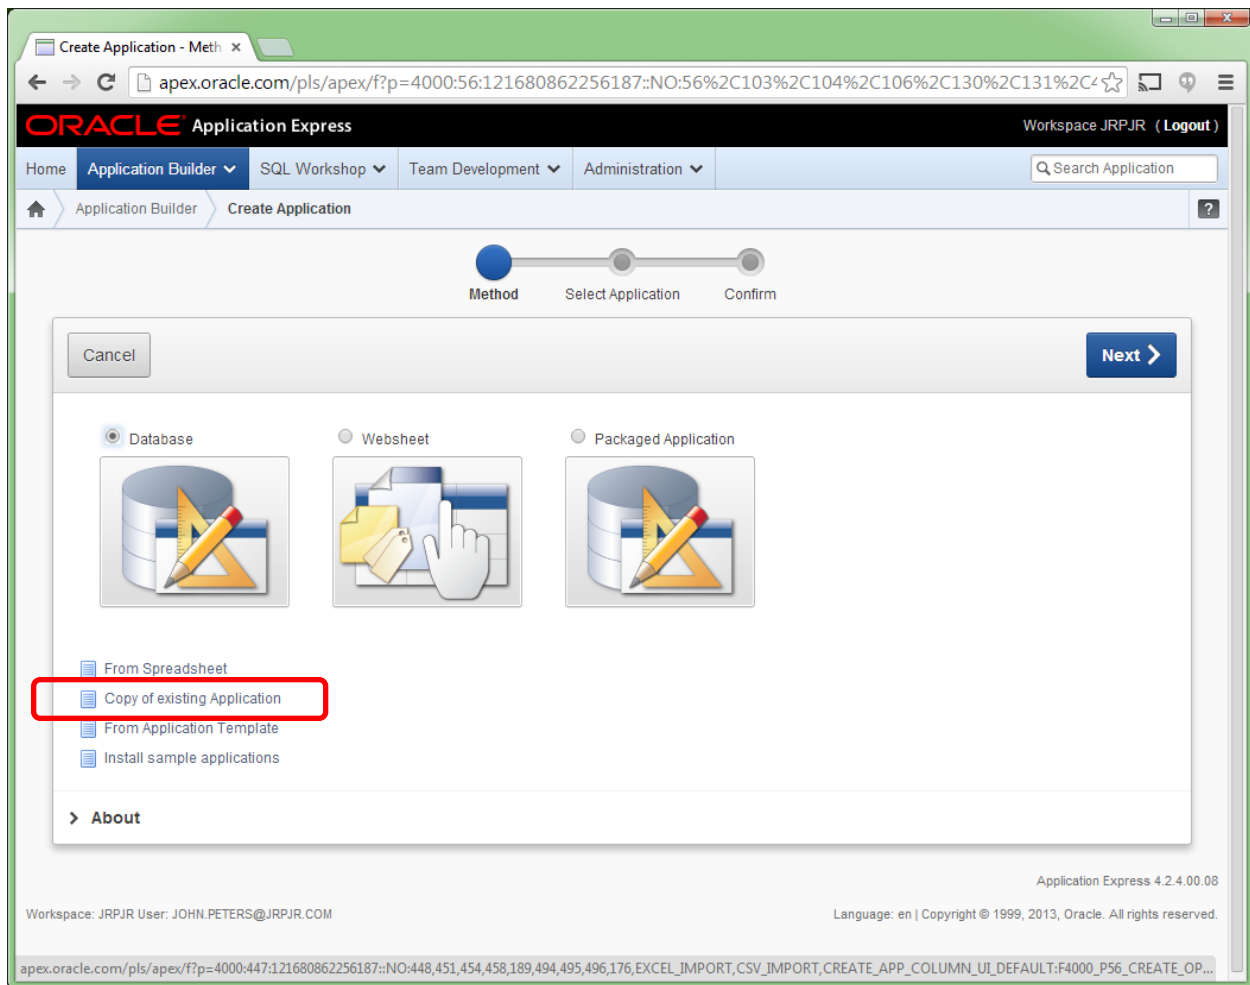 Create Application - Meth ×
apex.oracle.com/pls/apex/f?p=4000:56:121680862256187::NO:56%2C103%2C104%2C106%2C130%2C131%2C4
ORACLE Application Express Workspace JRPJR (Logout)
Home Application Builder SQL Workshop Team Development Administration Search Application
Application Builder Create Application ?
Method Select Application Confirm
Cancel Next
Database Websheet Packaged Application
From Spreadsheet
Copy of existing Application
From Application Template
Install sample applications
About
Application Express 4.2.4.00.08
Workspace: JRPJR User: JOHN.PETERS@JRPJR.COM Language: en | Copyright © 1999, 2013, Oracle. All rights reserved.
apex.oracle.com/pls/apex/f?p=4000:447:121680862256187::NO:448,451,454,458,189,494,495,496,176,EXCEL_IMPORT,CSV_IMPORT,CREATE_APP_COLUMN_UI_DEFAULT:F4000_P56_CREATE_OP...